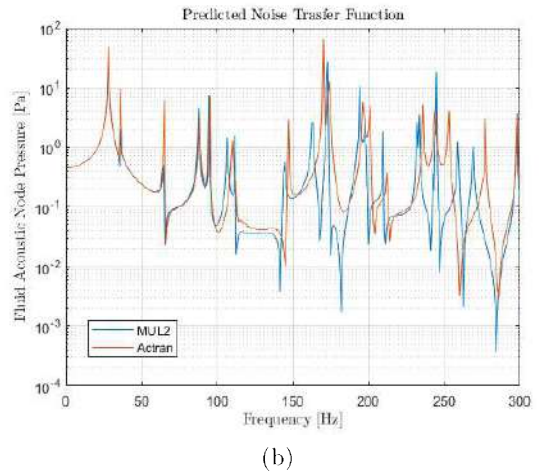 Predicted Noise Trasfer Function
Fluid Acoustic Node Pressure [Pa]
10^2
10^1
10^0
10^-1
10^-2
10^-3
10^-4
MUL2
Actran
0 50 100 150 200 250 300
Frequency [Hz]
(b)